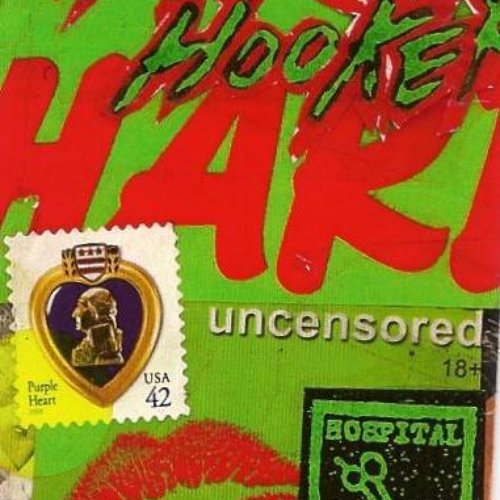 HOOKER
HAR
uncensored
18+
Purple
Heart
USA
42
HOSPITAL